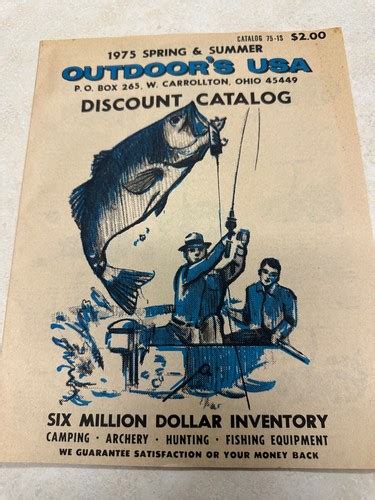 CATALOG 75-1S $2.00
1975 SPRING & SUMMER
OUTDOOR'S USA
P. O. BOX 265, W. CARROLLTON, OHIO 45449
DISCOUNT CATALOG
SIX MILLION DOLLAR INVENTORY
CAMPING · ARCHERY · HUNTING · FISHING EQUIPMENT
WE GUARANTEE SATISFACTION OR YOUR MONEY BACK